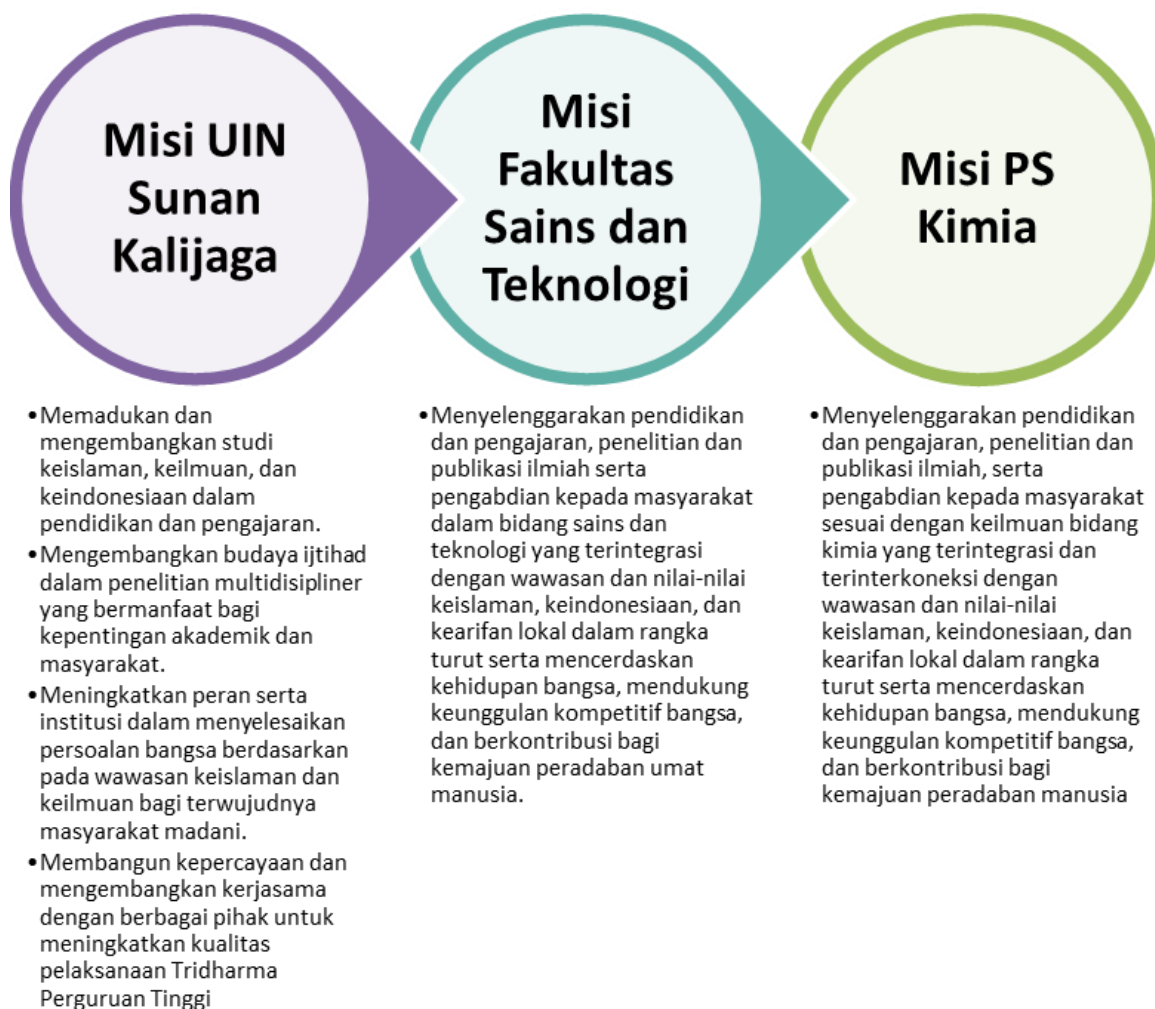 Misi UIN
Sunan
Kalijaga
•Memadukan dan
mengembangkan studi
keislaman, keilmuan, dan
keindonesiaan dalam
pendidikan dan pengajaran.
•Mengembangkan budaya ijtihad
dalam penelitian multidisipliner
yang bermanfaat bagi
kepentingan akademik dan
masyarakat.
•Meningkatkan peran serta
institusi dalam menyelesaikan
persoalan bangsa berdasarkan
pada wawasan keislaman dan
keilmuan bagi terwujudnya
masyarakat madani.
•Membangun kepercayaan dan
mengembangkan kerjasama
dengan berbagai pihak untuk
meningkatkan kualitas
pelaksanaan Tridharma
Perguruan Tinggi
Misi
Fakultas
Sains dan
Teknologi
•Menyelenggarakan pendidikan
dan pengajaran, penelitian dan
publikasi ilmiah serta
pengabdian kepada masyarakat
dalam bidang sains dan
teknologi yang terintegrasi
dengan wawasan dan nilai-nilai
keislaman, keindonesiaan, dan
kearifan lokal dalam rangka
turut serta mencerdaskan
kehidupan bangsa, mendukung
keunggulan kompetitif bangsa,
dan berkontribusi bagi
kemajuan peradaban umat
manusia.
Misi PS
Kimia
•Menyelenggarakan pendidikan
dan pengajaran, penelitian dan
publikasi ilmiah, serta
pengabdian kepada masyarakat
sesuai dengan keilmuan bidang
kimia yang terintegrasi dan
terinterkoneksi dengan
wawasan dan nilai-nilai
keislaman, keindonesiaan, dan
kearifan lokal dalam rangka
turut serta mencerdaskan
kehidupan bangsa, mendukung
keunggulan kompetitif bangsa,
dan berkontribusi bagi
kemajuan peradaban manusia